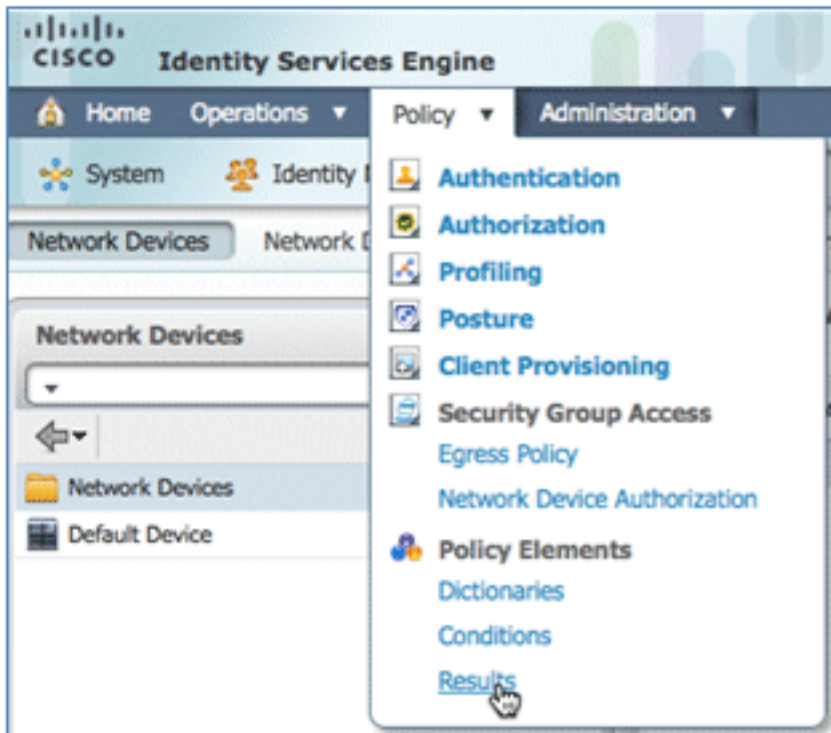 CISCO Identity Services Engine
Home Operations Policy Administration
System Identity
Network Devices Network
Network Devices
Network Devices
Default Device
Authentication
Authorization
Profiling
Posture
Client Provisioning
Security Group Access
Egress Policy
Network Device Authorization
Policy Elements
Dictionaries
Conditions
Results